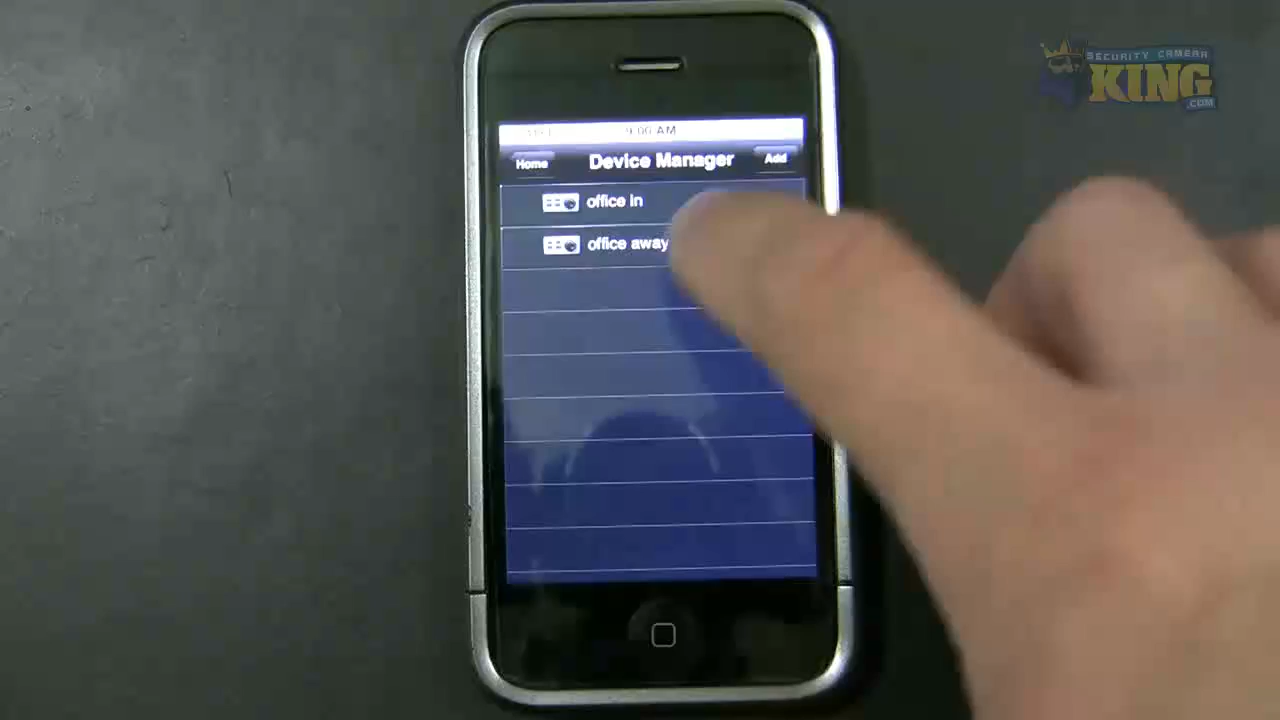 SECURITY CAMERA
KING
.COM
9:00 AM
Home
Device Manager
Add
office in
office away